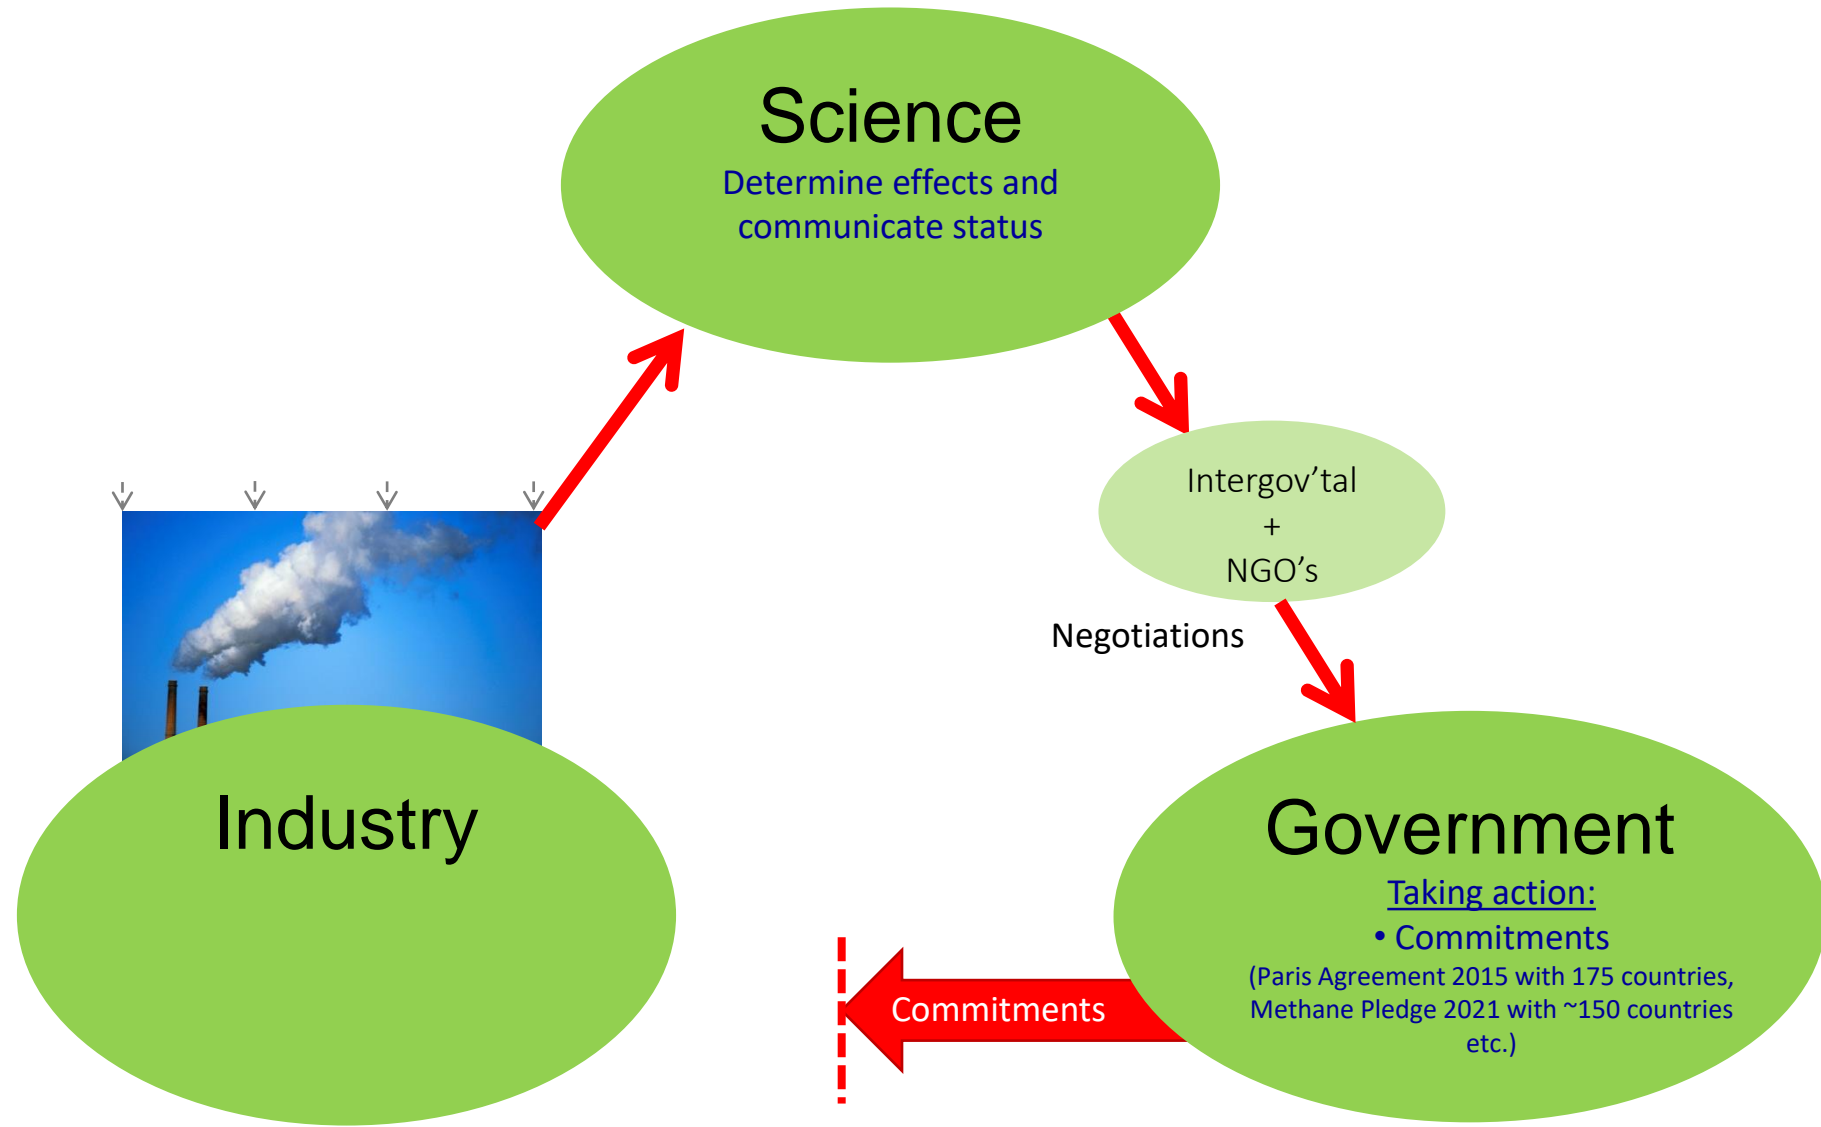 Science
Determine effects and
communicate status
Intergov’tal
+
NGO’s
Negotiations
Industry
Government
Taking action:
• Commitments
(Paris Agreement 2015 with 175 countries,
Methane Pledge 2021 with ~150 countries
etc.)
Commitments